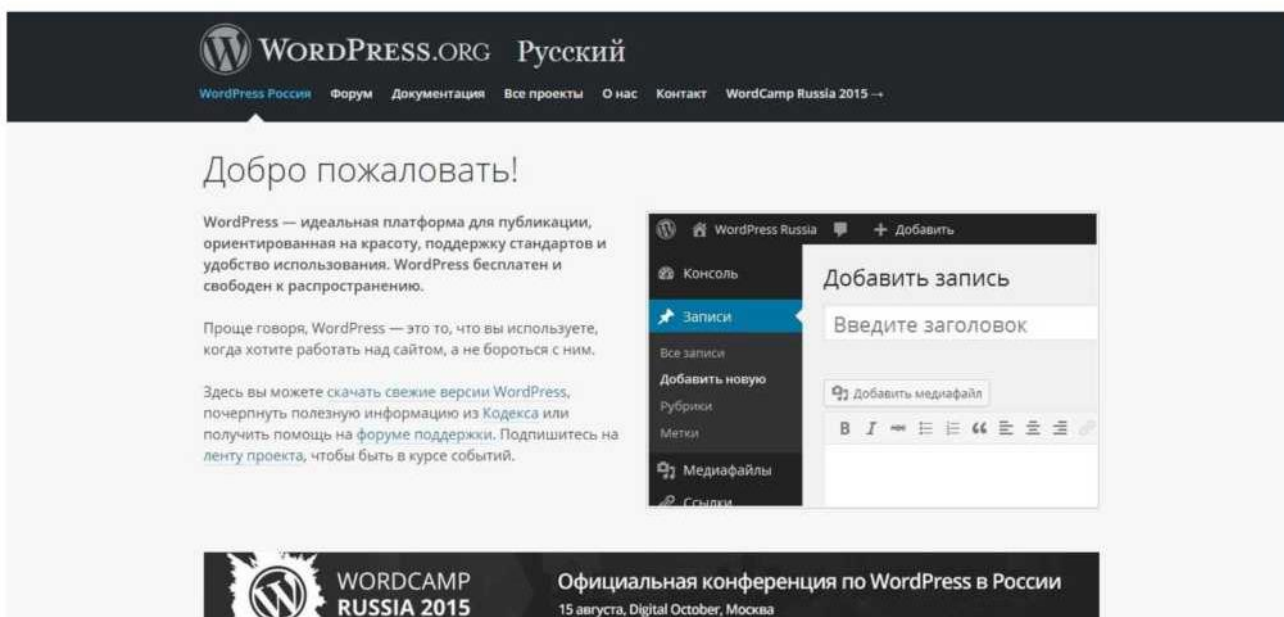 WORDPRESS.ORG Русский
WordPress Россия Форум Документация Все проекты О нас Контакт WordCamp Russia 2015 →
Добро пожаловать!
WordPress — идеальная платформа для публикации,
ориентированная на красоту, поддержку стандартов и
удобство использования. WordPress бесплатен и
свободен к распространению.
Проще говоря, WordPress — это то, что вы используете,
когда хотите работать над сайтом, а не бороться с ним.
Здесь вы можете скачать свежие версии WordPress,
почерпнуть полезную информацию из Кодекса или
получить помощь на форуме поддержки. Подпишитесь на
ленту проекта, чтобы быть в курсе событий.
WordPress Russia + Добавить
Консоль
Записи
Все записи
Добавить новую
Рубрики
Метки
Медиафайлы
Ссылки
Добавить запись
Введите заголовок
Добавить медиафайл
B I ABC
WORDCAMP
RUSSIA 2015
Официальная конференция по WordPress в России
15 августа, Digital October, Москва